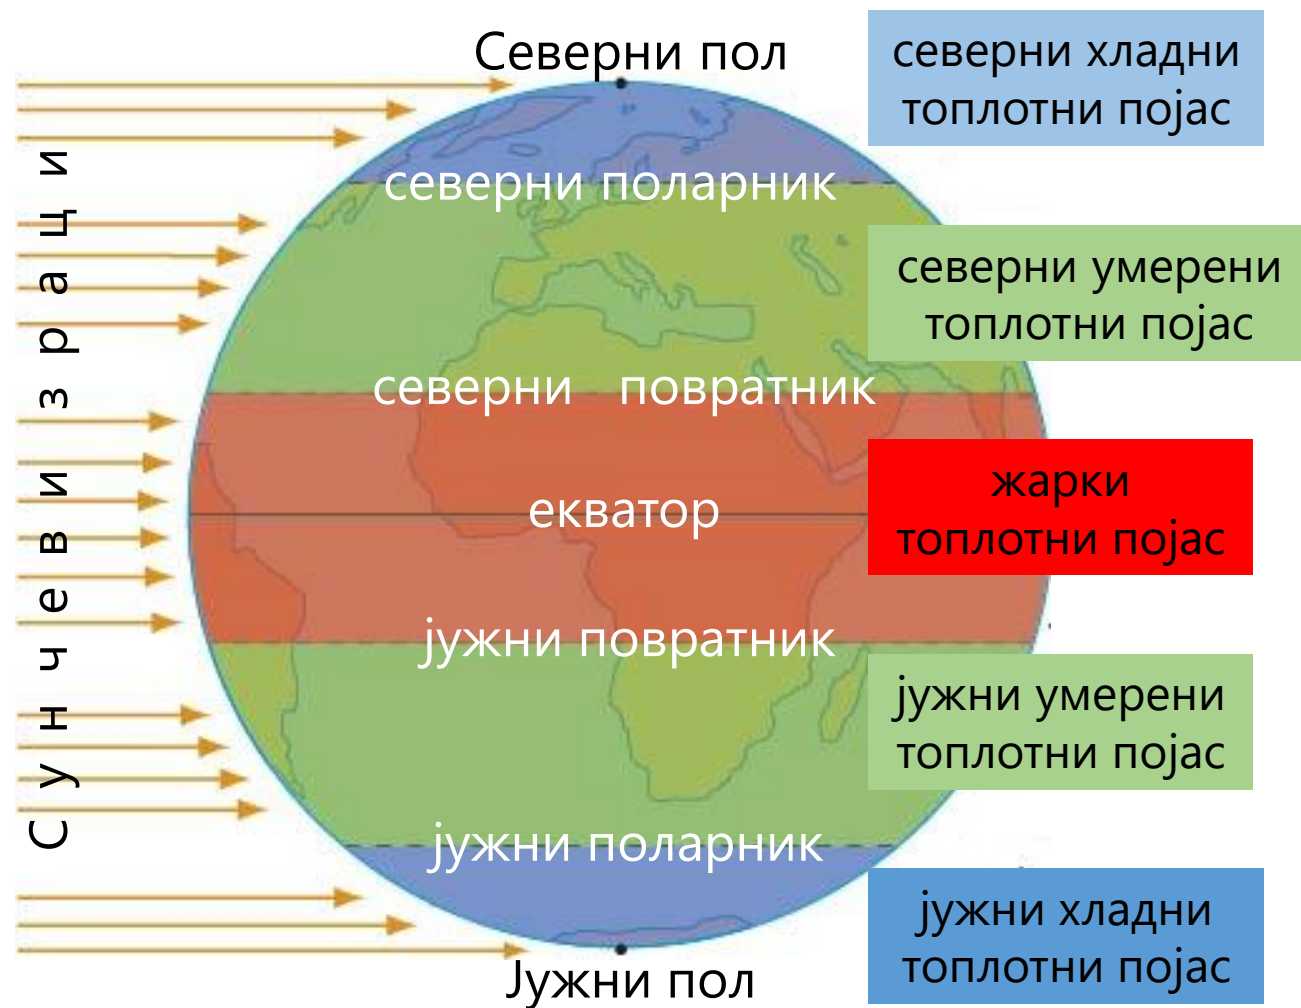 Северни пол
северни хладни
топлотни појас
северни поларник
северни умерени
топлотни појас
северни повратник
Сунчеви зраци
екватор
жарки
топлотни појас
јужни повратник
јужни умерени
топлотни појас
јужни поларник
јужни хладни
топлотни појас
Јужни пол